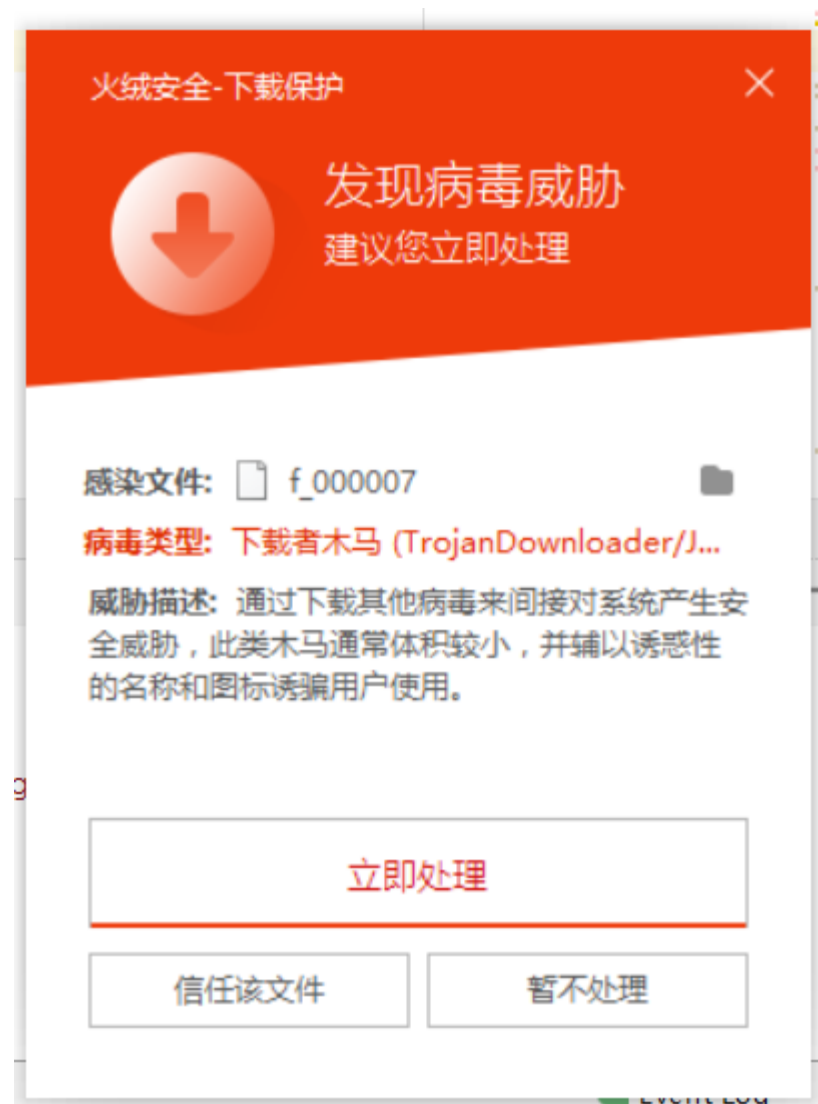 火绒安全-下载保护
发现病毒威胁
建议您立即处理
感染文件: f_000007
病毒类型: 下载者木马 (TrojanDownloader/J...
威胁描述: 通过下载其他病毒来间接对系统产生安
全威胁，此类木马通常体积较小，并辅以诱惑性
的名称和图标诱骗用户使用。
g
立即处理
信任该文件 暂不处理
Event Log